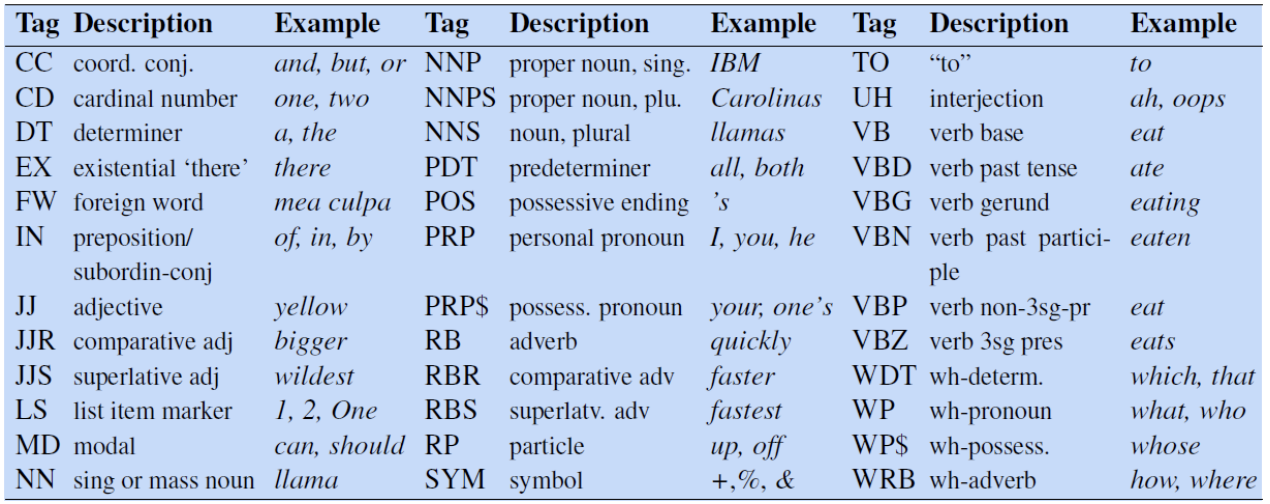 Tag Description Example Tag Description Example Tag Description Example
CC coord. conj. and, but, or NNP proper noun, sing. IBM TO “to” to
CD cardinal number one, two NNPS proper noun, plu. Carolinas UH interjection ah, oops
DT determiner a, the NNS noun, plural llamas VB verb base eat
EX existential ‘there’ there PDT predeterminer all, both VBD verb past tense ate
FW foreign word mea culpa POS possessive ending ’s VBG verb gerund eating
IN preposition/ of, in, by PRP personal pronoun I, you, he VBN verb past partici- eaten
subordin-conj ple
JJ adjective yellow PRP$ possess. pronoun your, one’s VBP verb non-3sg-pr eat
JJR comparative adj bigger RB adverb quickly VBZ verb 3sg pres eats
JJS superlative adj wildest RBR comparative adv faster WDT wh-determ. which, that
LS list item marker 1, 2, One RBS superlatv. adv fastest WP wh-pronoun what, who
MD modal can, should RP particle up, off WP$ wh-possess. whose
NN sing or mass noun llama SYM symbol +,%, & WRB wh-adverb how, where